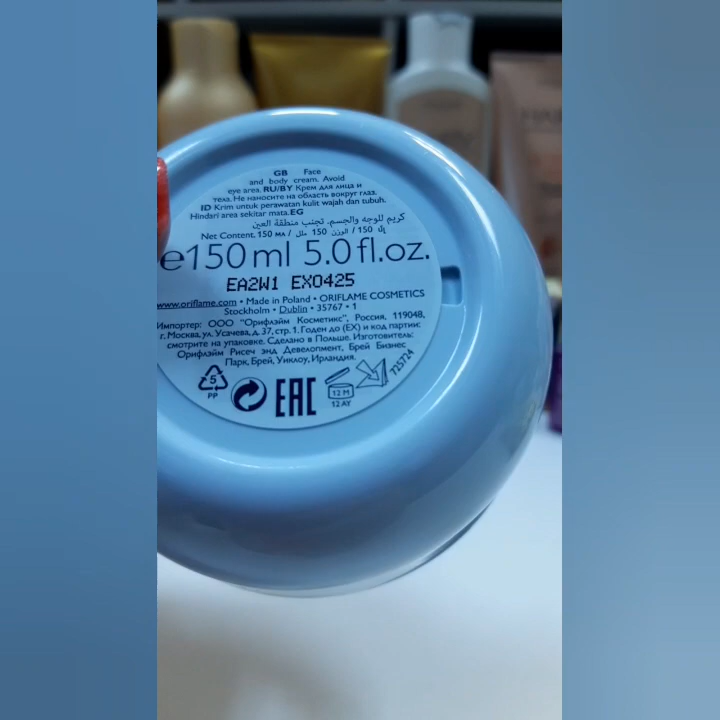 GB Face
and body cream. Avoid
eye area. RU/BY Крем для лица и
тела. Не наносите на область вокруг глаз.
ID Krim untuk perawatan kulit wajah dan tubuh.
Hindari area sekitar mata. EG
كريم للوجه والجسم. تجنب منطقة العين
Net Content. 150 мл / الوزن 150 ملل / 150
e150 ml 5.0 fl.oz.
EA2W1 EX0425
www.oriflame.com • Made in Poland • ORIFLAME COSMETICS
Stockholm • Dublin • 35767 • 1
Импортер: ООО "Орифлэйм Косметикс", Россия, 119048,
г. Москва, ул. Усачева, д.37, стр.1. Годен до (EX) и код партии:
смотрите на упаковке. Сделано в Польше. Изготовитель:
Орифлэйм Рисеч энд Девелопмент, Брей Бизнес
Парк, Брей, Уиклоу, Ирландия.
725724
5
PP
EAC
12 M
12 AY